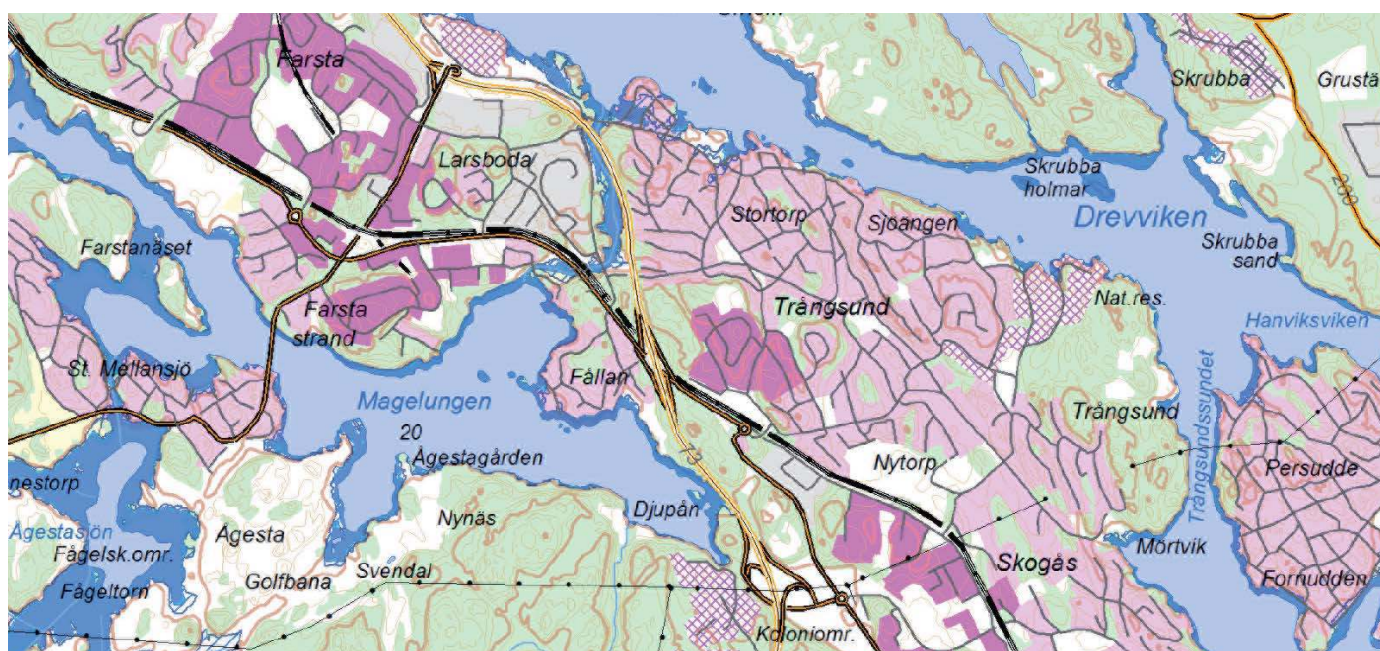 Farsta
Skrubba
Larsboda
Skrubba
holmar
Stortorp
Sjöängen
Drevviken
200
Farstanäset
Skrubba
sand
Farsta
strand
Trångsund
Nat.res.
Hanviksviken
St. Mellansjö
Fållan
Magelungen
Trångsund
Trångsundssundet
20
Ågestagården
73
Nytorp
Persudde
nestorp
Nynäs
Djupån
Ågestasjön
Ågesta
Fågelsk.omr.
Mörtvik
Skogås
Svendal
Golfbana
Fågeltorn
Fornudden
Koloniomr.